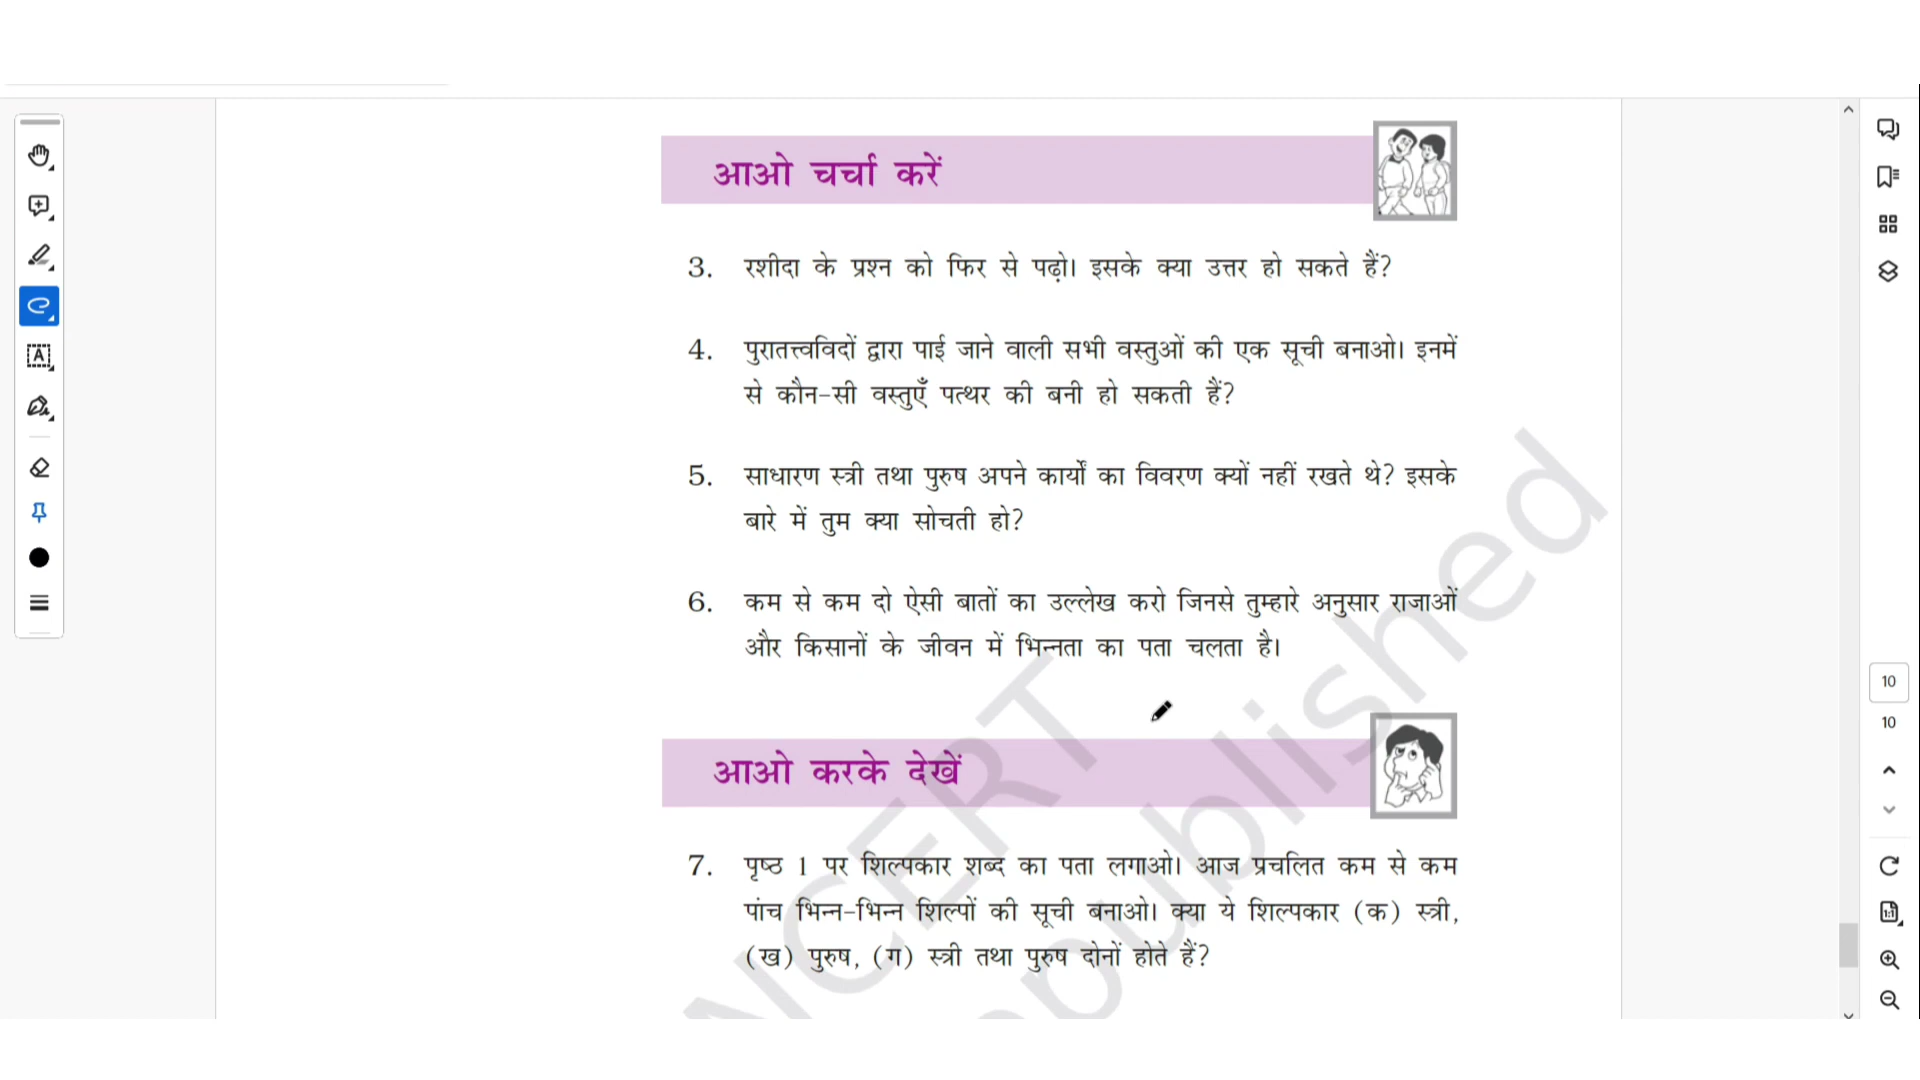 आओ चर्चा करें
3. रशीदा के प्रश्न को फिर से पढ़ो। इसके क्या उत्तर हो सकते हैं?
4. पुरातत्त्वविदों द्वारा पाई जाने वाली सभी वस्तुओं की एक सूची बनाओ। इनमें
से कौन-सी वस्तुएँ पत्थर की बनी हो सकती हैं?
5. साधारण स्त्री तथा पुरुष अपने कार्यों का विवरण क्यों नहीं रखते थे? इसके
बारे में तुम क्या सोचती हो?
6. कम से कम दो ऐसी बातों का उल्लेख करो जिनसे तुम्हारे अनुसार राजाओं
और किसानों के जीवन में भिन्नता का पता चलता है।
आओ करके देखें
7. पृष्ठ 1 पर शिल्पकार शब्द का पता लगाओ। आज प्रचलित कम से कम
पांच भिन्न-भिन्न शिल्पों की सूची बनाओ। क्या ये शिल्पकार (क) स्त्री,
(ख) पुरुष, (ग) स्त्री तथा पुरुष दोनों होते हैं?
NCERT
republished
A
10
10
1:1